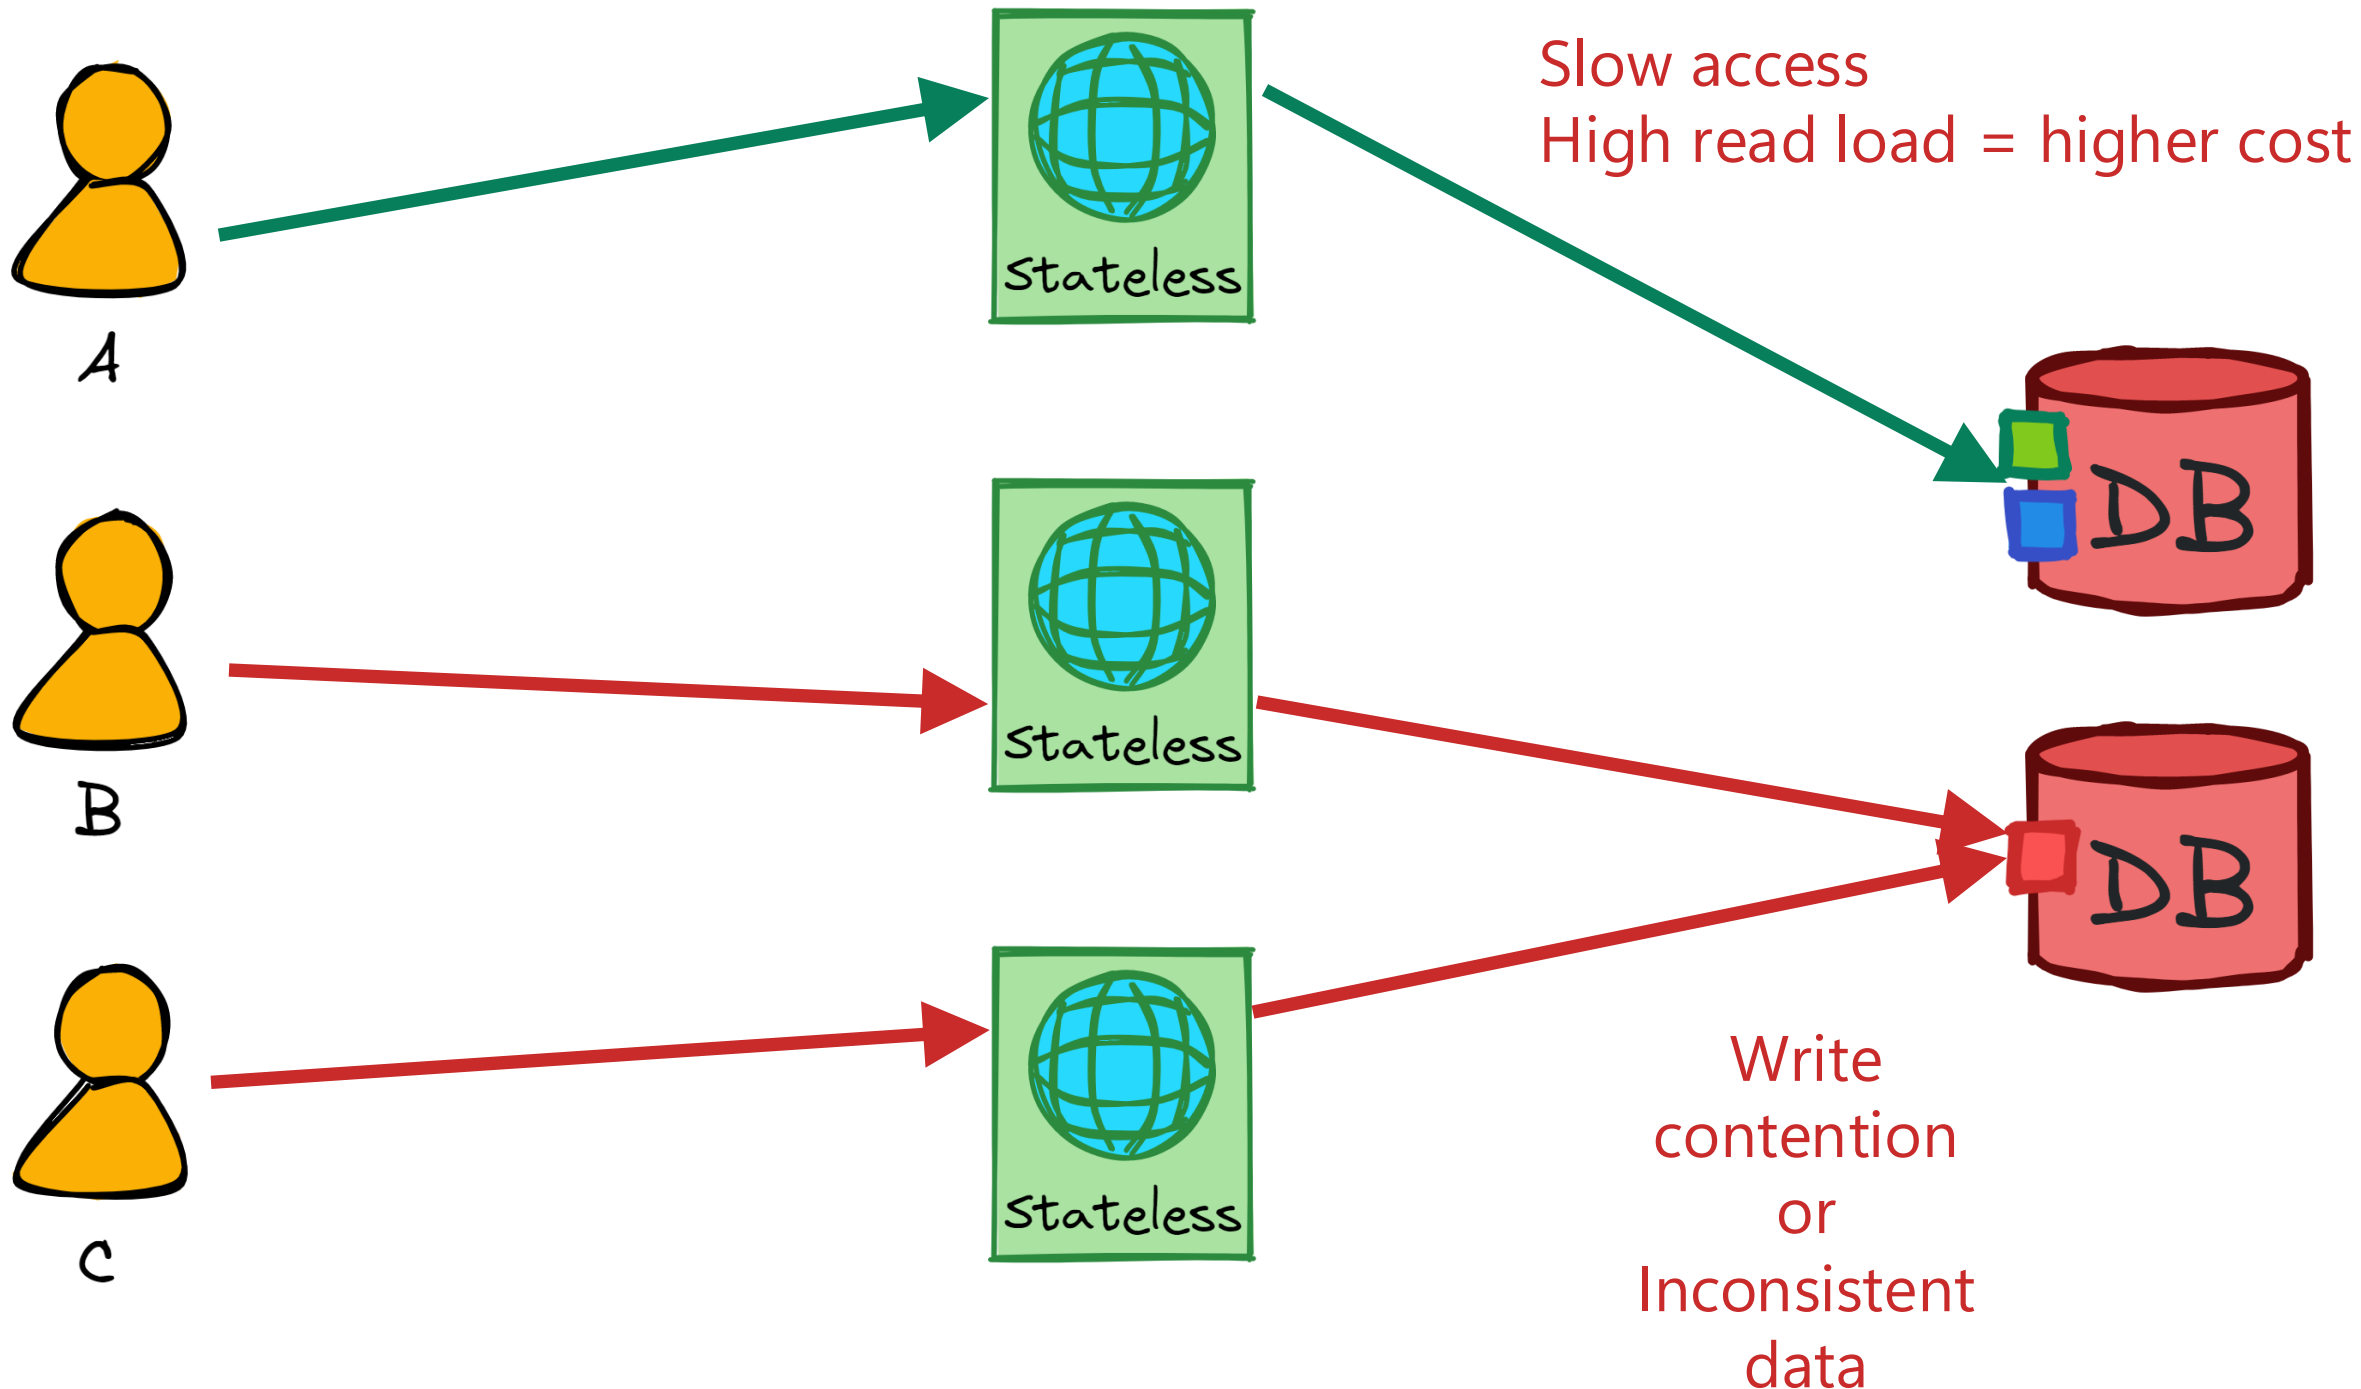 Slow access
High read load = higher cost
Stateless
A
DB
Stateless
B
DB
Stateless
C
Write
contention
or
Inconsistent
data